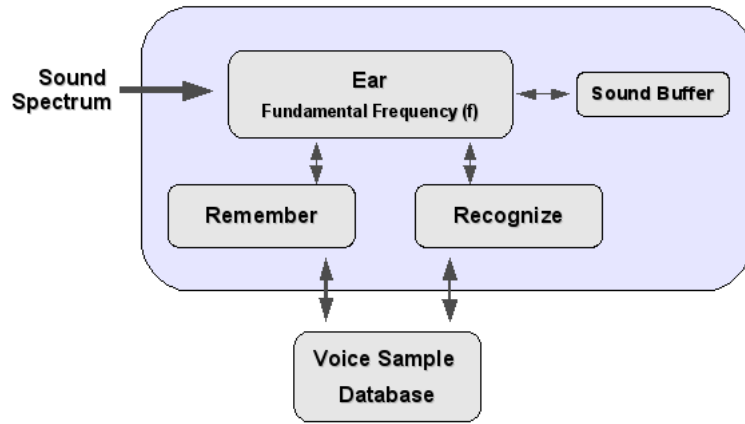 Sound
Spectrum
Ear
Fundamental Frequency (f)
Sound Buffer
Remember
Recognize
Voice Sample
Database